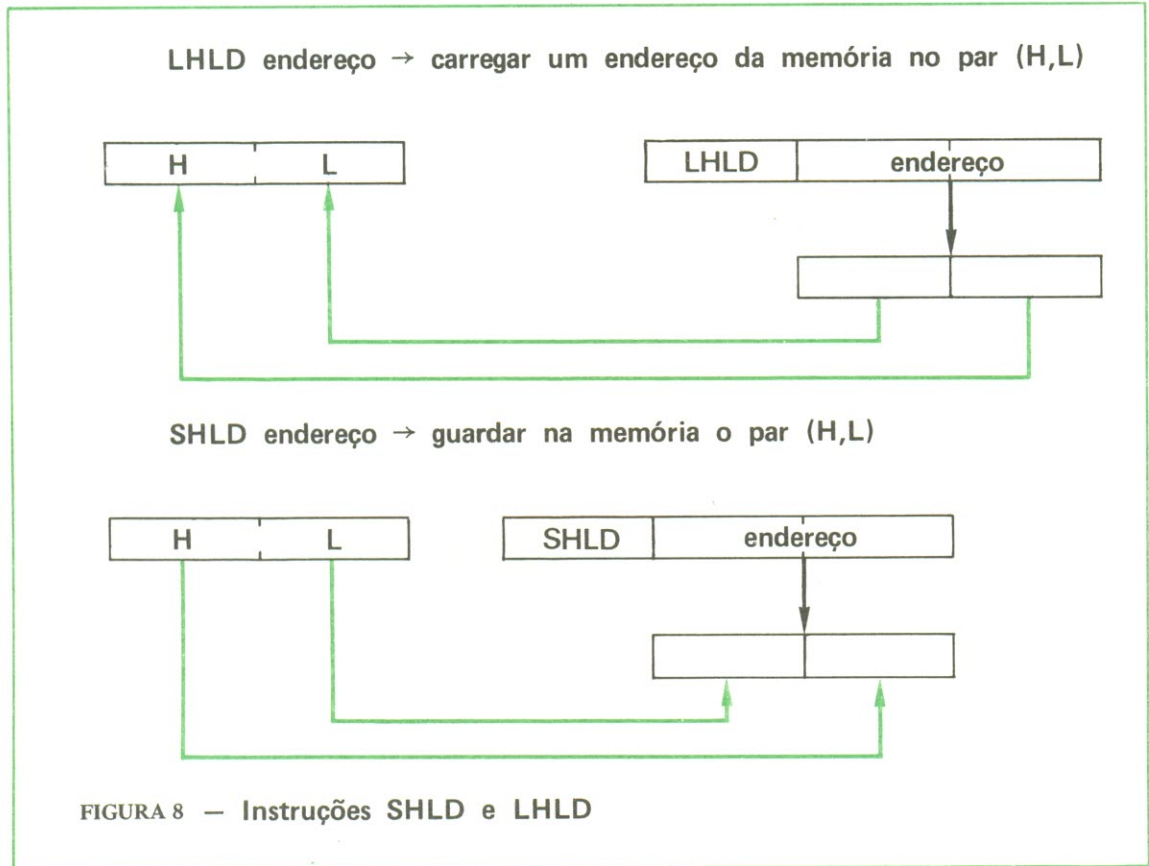 LHLD endereço → carregar um endereço da memória no par (H,L)
H L LHLD endereço
SHLD endereço → guardar na memória o par (H,L)
H L SHLD endereço
FIGURA 8 — Instruções SHLD e LHLD